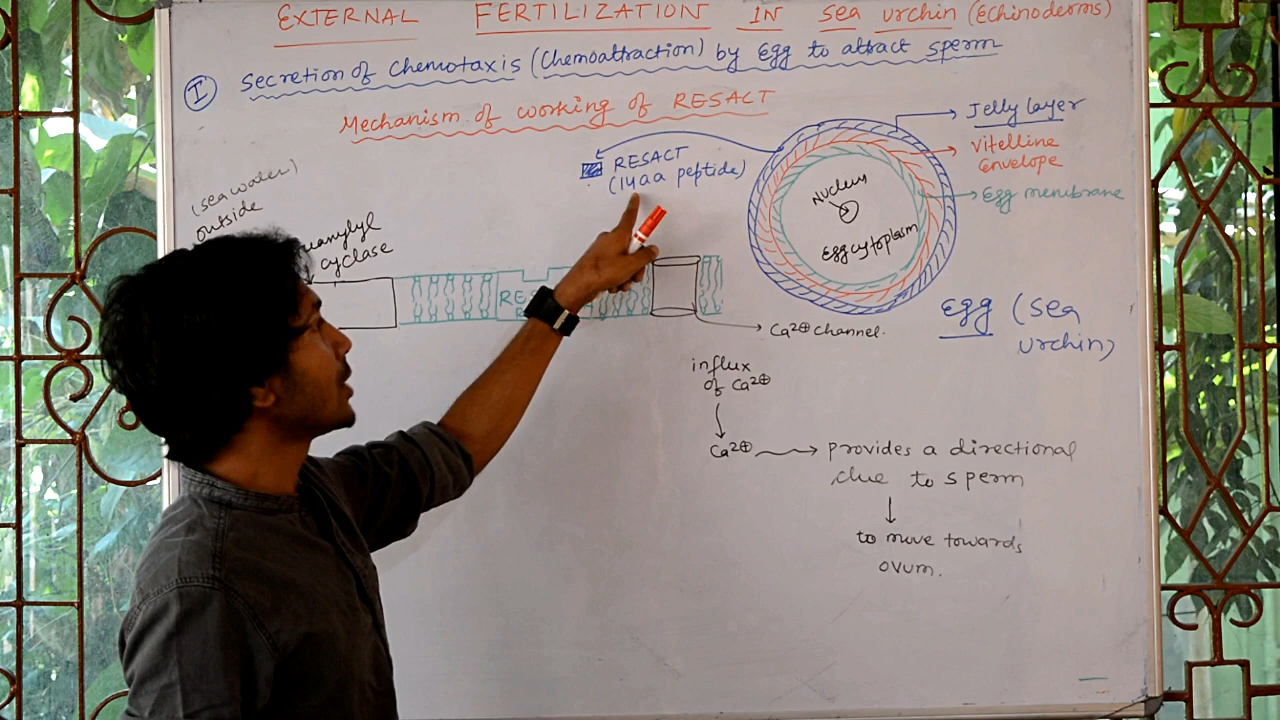 EXTERNAL FERTILIZATION IN sea urchin (Echinoderms)
I secretion of chemotaxis (chemoattraction) by Egg to attract sperm
Mechanism of working of RESACT
Jelly layer
vitelline
Envelope
Egg membrane
RESACT
(14aa peptide)
Nucleus
Egg cytoplasm
(sea water)
outside
cyclase
Ca2⊕ channel.
Egg (sea
urchin)
influx
of Ca2⊕
Ca2⊕ → provides a directional
clue to sperm
to move towards
ovum.